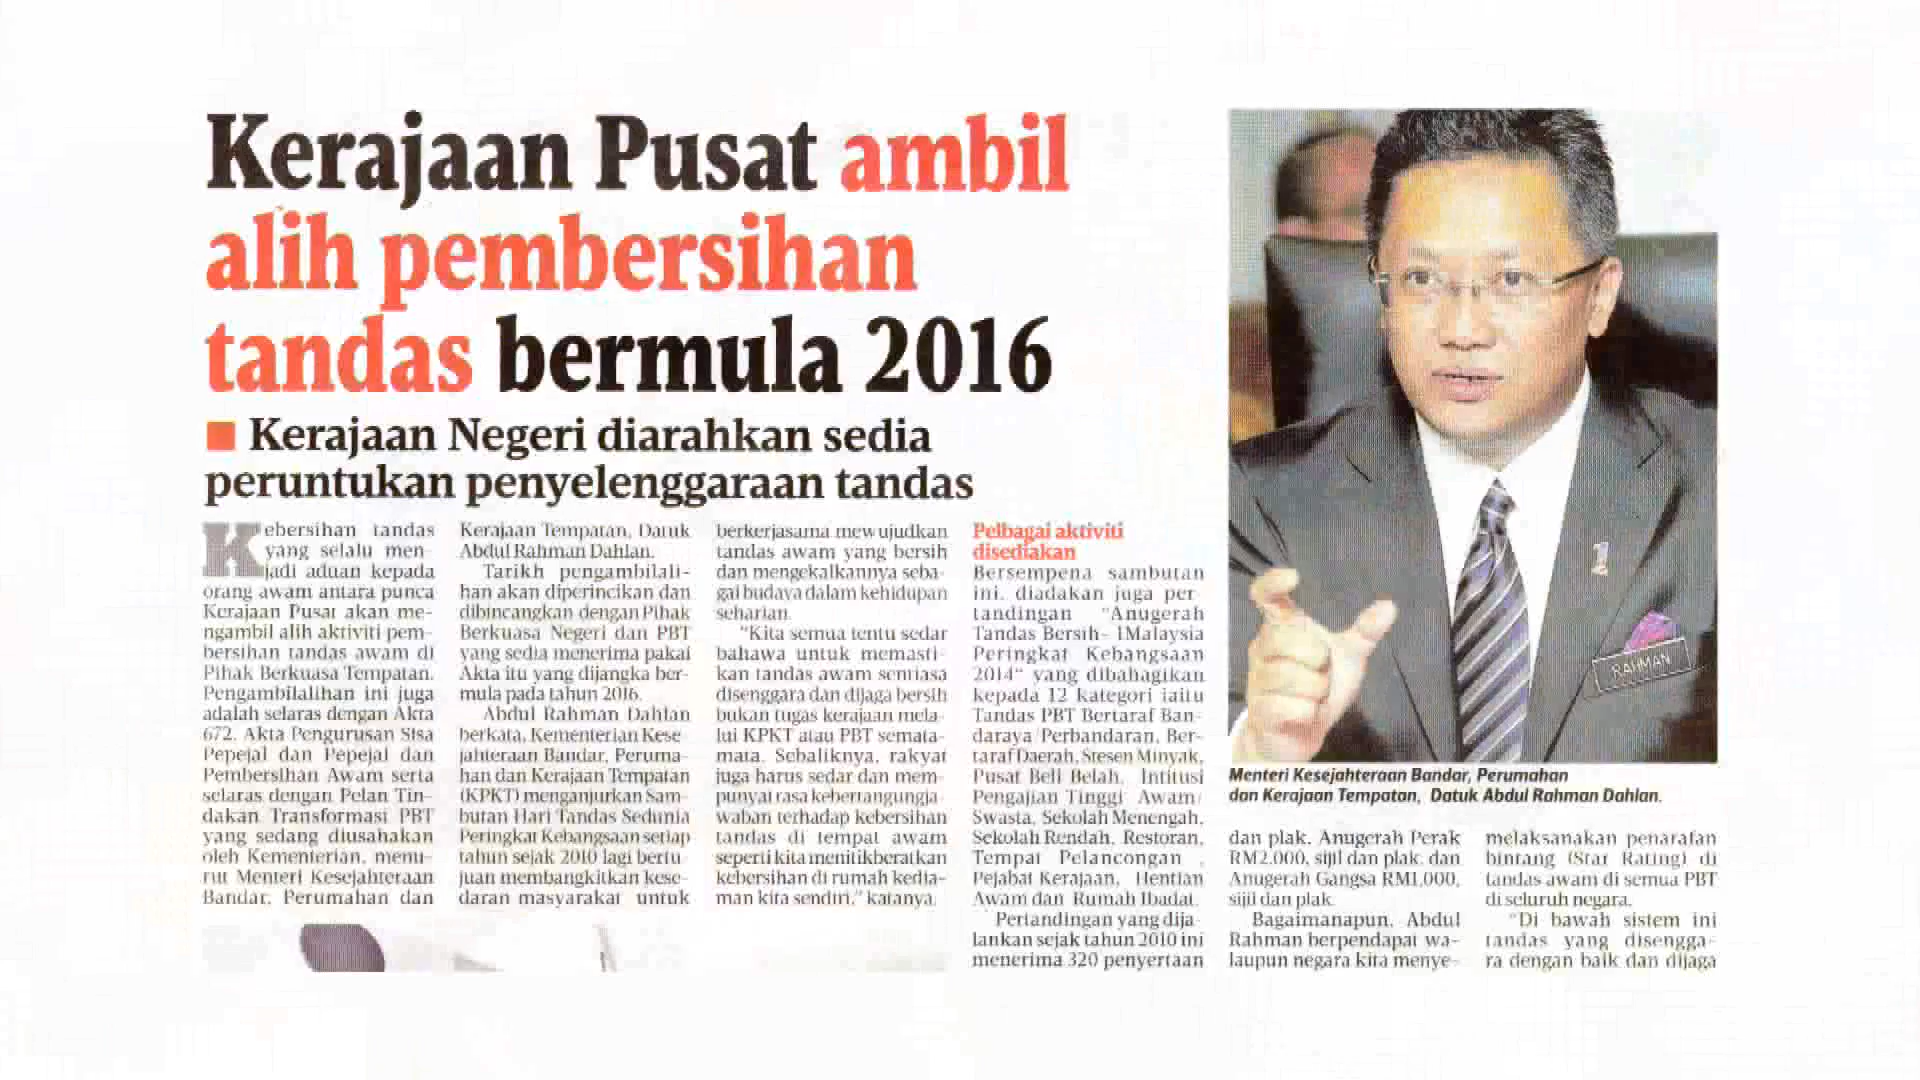 Kerajaan Pusat ambil
alih pembersihan
tandas bermula 2016
Kerajaan Negeri diarahkan sedia
peruntukan penyelenggaraan tandas
Kebersihan tandas
yang selalu men-
jadi aduan kepada
orang awam antara punca
Kerajaan Pusat akan me-
ngambil alih aktiviti pem-
bersihan tandas awam di
Pihak Berkuasa Tempatan.
Pengambilalihan ini juga
adalah selaras dengan Akta
672, Akta Pengurusan Sisa
Pepejal dan Pepejal dan
Pembersihan Awam serta
selaras dengan Pelan Tin-
dakan Transformasi PBT
yang sedang diusahakan
oleh Kementerian, menu-
rut Menteri Kesejahteraan
Bandar, Perumahan dan
Kerajaan Tempatan, Datuk
Abdul Rahman Dahlan.
Tarikh pengambilali-
han akan diperincikan dan
dibincangkan dengan Pihak
Berkuasa Negeri dan PBT
yang sedia menerima pakai
Akta itu yang dijangka ber-
mula pada tahun 2016.
Abdul Rahman Dahlan
berkata, Kementerian Kese-
jahteraan Bandar, Peruma-
han dan Kerajaan Tempatan
(KPKT) menganjurkan Sam-
butan Hari Tandas Sedunia
Peringkat Kebangsaan setiap
tahun sejak 2010 lagi bertu-
juan membangkitkan kese-
daran masyarakat untuk
berkerjasama mewujudkan
tandas awam yang bersih
dan mengekalkannya seba-
gai budaya dalam kehidupan
seharian.
"Kita semua tentu sedar
bahawa untuk memasti-
kan tandas awam sentiasa
disenggara dan dijaga bersih
bukan tugas kerajaan mela-
lui KPKT atau PBT semata-
mata. Sebaliknya, rakyat
juga harus sedar dan mem-
punyai rasa kebertangungja-
waban terhadap kebersihan
tandas di tempat awam
seperti kita menitikberatkan
kebersihan di rumah kedia-
man kita sendiri," katanya.
Pelbagai aktiviti
disediakan
Bersempena sambutan
ini, diadakan juga per-
tandingan "Anugerah
Tandas Bersih- 1Malaysia
Peringkat Kebangsaan
2014" yang dibahagikan
kepada 12 kategori iaitu
Tandas PBT Bertaraf Ban-
daraya Perbandaran, Ber-
taraf Daerah, Stesen Minyak,
Pusat Beli Belah, Intitusi
Pengajian Tinggi Awam/
Swasta, Sekolah Menengah,
Sekolah Rendah, Restoran,
Tempat Pelancongan ,
Pejabat Kerajaan, Hentian
Awam dan Rumah Ibadat.
Pertandingan yang dija-
lankan sejak tahun 2010 ini
menerima 320 penyertaan
RAHMAN
Menteri Kesejahteraan Bandar, Perumahan
dan Kerajaan Tempatan, Datuk Abdul Rahman Dahlan.
dan plak, Anugerah Perak
RM2,000, sijil dan plak, dan
Anugerah Gangsa RM1,000,
sijil dan plak.
Bagaimanapun, Abdul
Rahman berpendapat wa-
laupun negara kita menye-
melaksanakan penarafan
bintang (Star Rating) di
tandas awam di semua PBT
di seluruh negara.
"Di bawah sistem ini
tandas yang disengga-
ra dengan baik dan dijaga